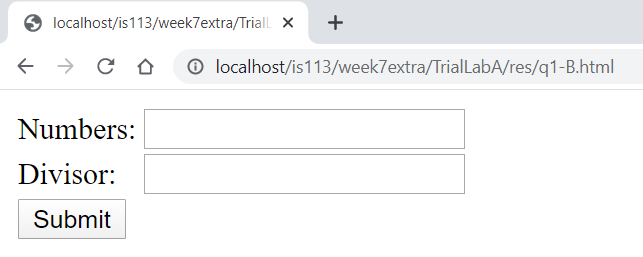 localhost/is113/week7extra/TrialL
localhost/is113/week7extra/TrialLabA/res/q1-B.html
Numbers:
Divisor:
Submit